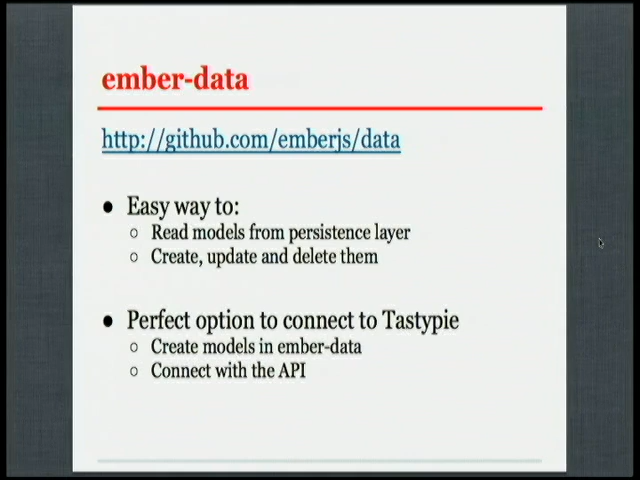 ember-data
http://github.com/emberjs/data
● Easy way to:
○ Read models from persistence layer
○ Create, update and delete them
● Perfect option to connect to Tastypie
○ Create models in ember-data
○ Connect with the API